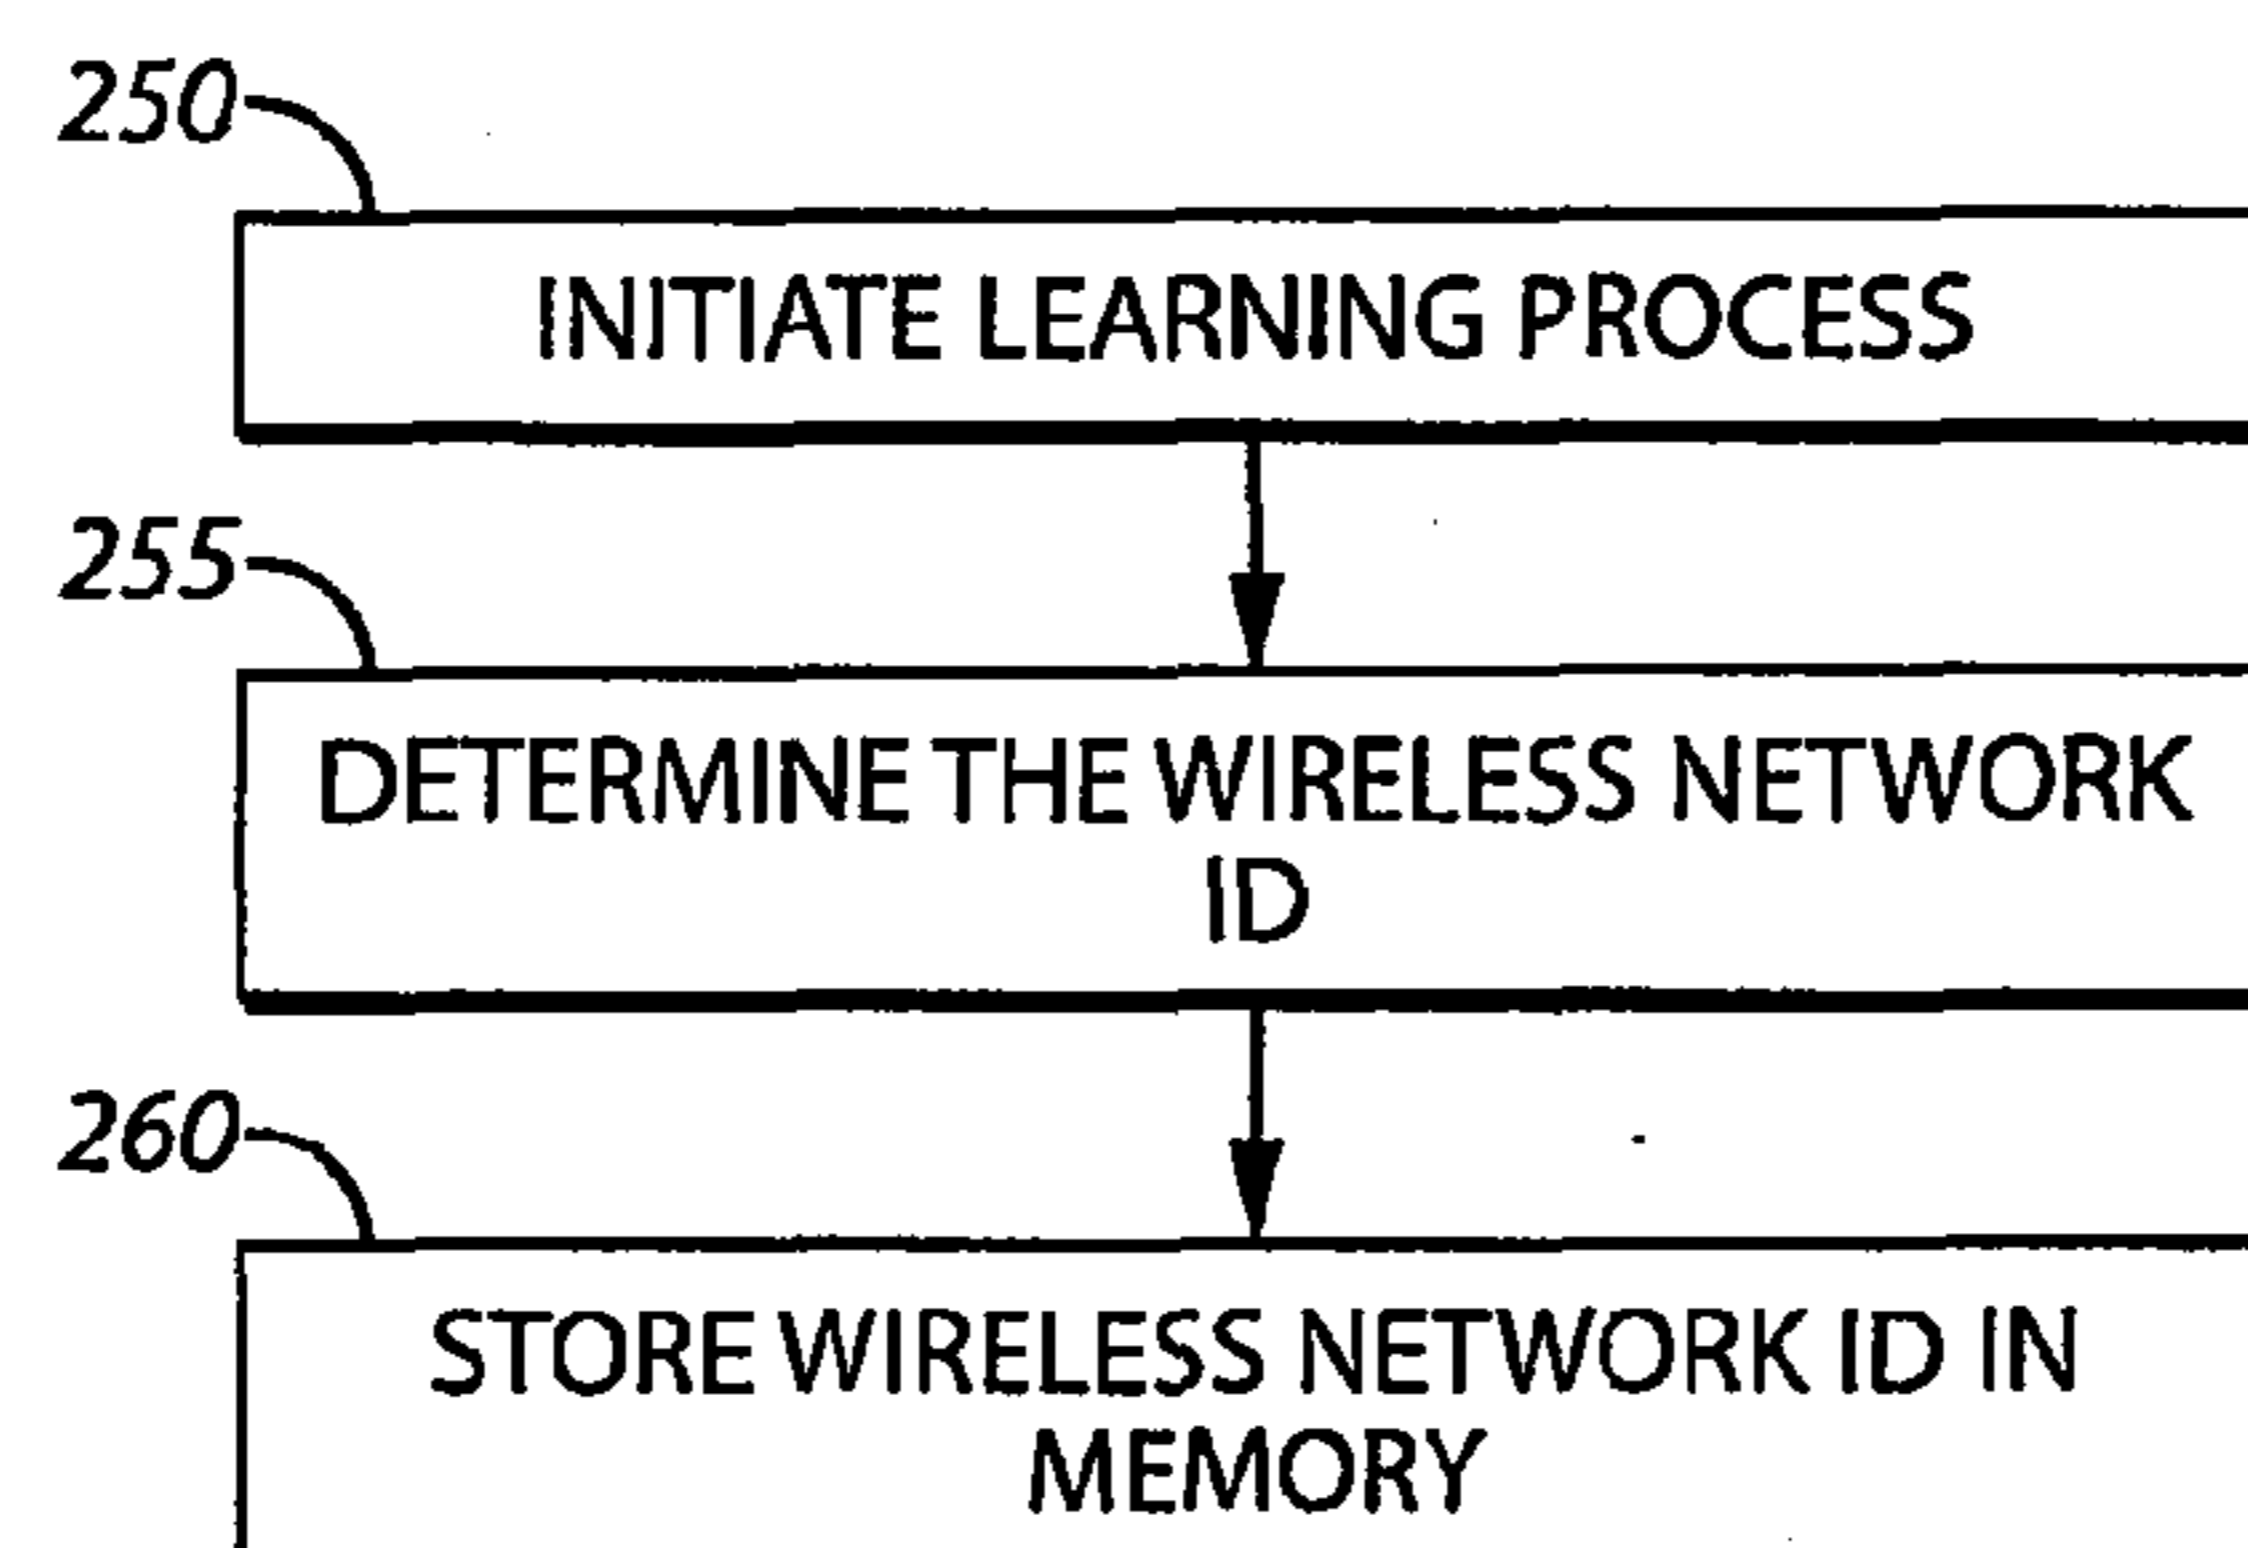 250
INITIATE LEARNING PROCESS
255
DETERMINE THE WIRELESS NETWORK
ID
260
STORE WIRELESS NETWORK ID IN
MEMORY